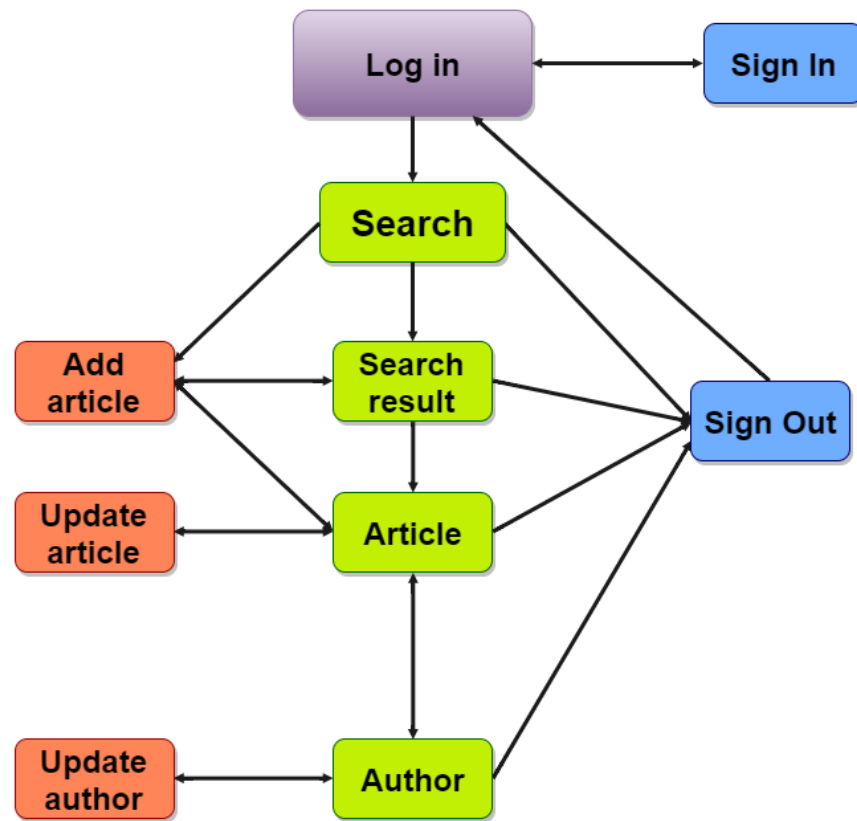 Log in
Sign In
Search
Add
article
Search
result
Sign Out
Update
article
Article
Update
author
Author